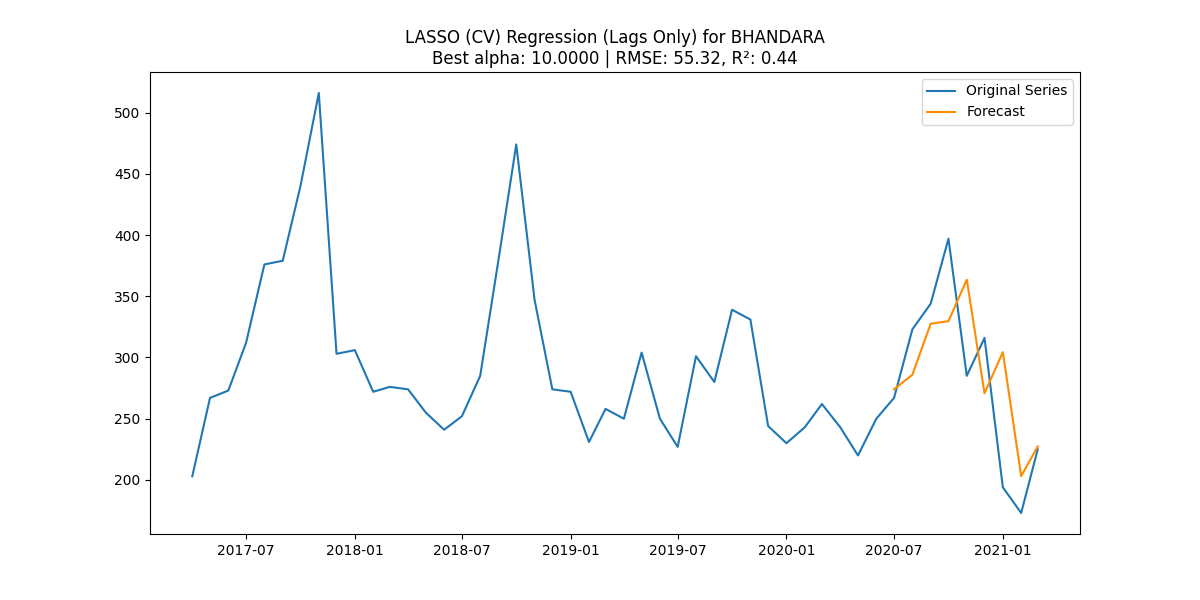 LASSO (CV) Regression (Lags Only) for BHANDARA
Best alpha: 10.0000 | RMSE: 55.32, R²: 0.44
Original Series
Forecast
500
450
400
350
300
250
200
2017-07 2018-01 2018-07 2019-01 2019-07 2020-01 2020-07 2021-01